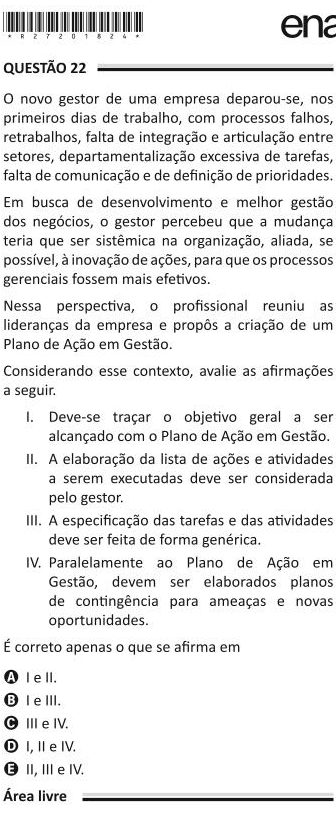 * R 2 7 2 0 1 8 2 4 *
ena
QUESTÃO 22
O novo gestor de uma empresa deparou-se, nos
primeiros dias de trabalho, com processos falhos,
retrabalhos, falta de integração e articulação entre
setores, departamentalização excessiva de tarefas,
falta de comunicação e de definição de prioridades.
Em busca de desenvolvimento e melhor gestão
dos negócios, o gestor percebeu que a mudança
teria que ser sistêmica na organização, aliada, se
possível, à inovação de ações, para que os processos
gerenciais fossem mais efetivos.
Nessa perspectiva, o profissional reuniu as
lideranças da empresa e propôs a criação de um
Plano de Ação em Gestão.
Considerando esse contexto, avalie as afirmações
a seguir.
I. Deve-se traçar o objetivo geral a ser
alcançado com o Plano de Ação em Gestão.
II. A elaboração da lista de ações e atividades
a serem executadas deve ser considerada
pelo gestor.
III. A especificação das tarefas e das atividades
deve ser feita de forma genérica.
IV. Paralelamente ao Plano de Ação em
Gestão, devem ser elaborados planos
de contingência para ameaças e novas
oportunidades.
É correto apenas o que se afirma em
A I e II.
B I e III.
C III e IV.
D I, II e IV.
E II, III e IV.
Área livre